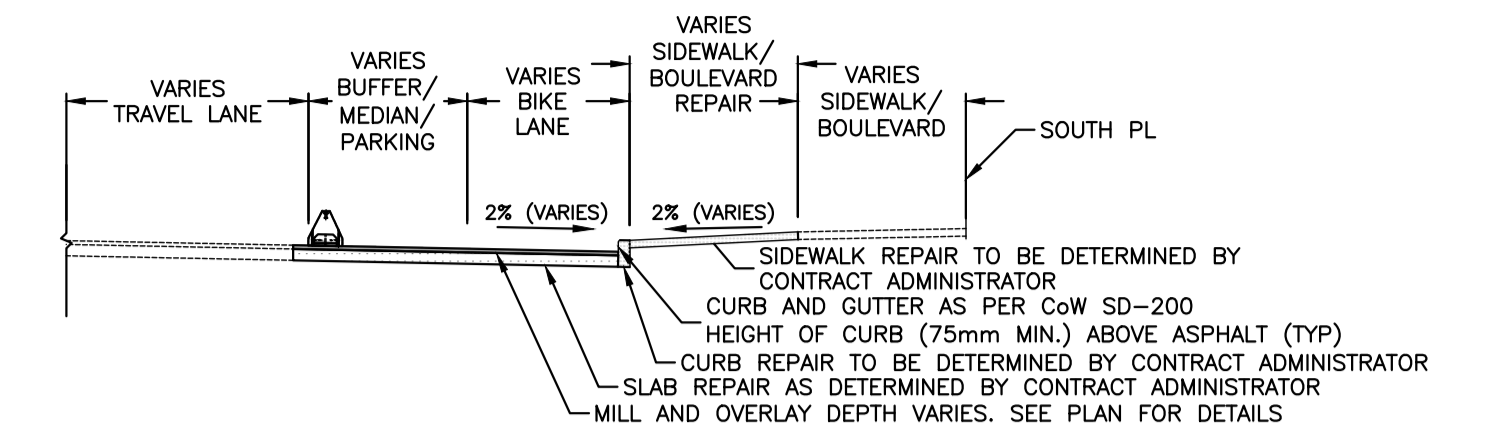 VARIES
TRAVEL LANE
VARIES
BUFFER/
MEDIAN/
PARKING
VARIES
BIKE
LANE
VARIES
SIDEWALK/
BOULEVARD
REPAIR
VARIES
SIDEWALK/
BOULEVARD
SOUTH PL
2% (VARIES)
2% (VARIES)
SIDEWALK REPAIR TO BE DETERMINED BY
CONTRACT ADMINISTRATOR
CURB AND GUTTER AS PER CoW SD-200
HEIGHT OF CURB (75mm MIN.) ABOVE ASPHALT (TYP)
CURB REPAIR TO BE DETERMINED BY CONTRACT ADMINISTRATOR
SLAB REPAIR AS DETERMINED BY CONTRACT ADMINISTRATOR
MILL AND OVERLAY DEPTH VARIES. SEE PLAN FOR DETAILS